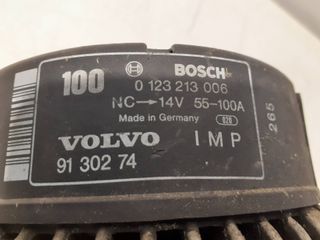 100 BOSCH
0 123 213 006
NC→14V 55-100A
Made in Germany 028
VOLVO IMP
91 302 74
265